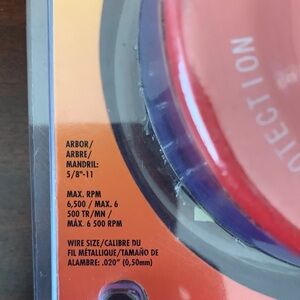 ARBOR/
ARBRE/
MANDRIL:
5/8"-11
MAX. RPM
6,500 / MAX. 6
500 TR/MN /
MÁX. 6 500 RPM
WIRE SIZE/CALIBRE DU
FIL MÉTALLIQUE/TAMAÑO DE
ALAMBRE: .020" (0,50mm)
OTECTION